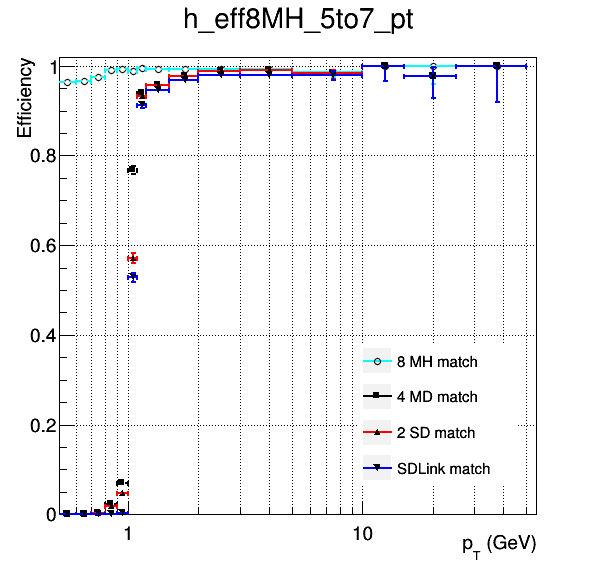 h_eff8MH_5to7_pt
Efficiency
1
0.8
0.6
0.4
0.2
0
8 MH match
4 MD match
2 SD match
SDLink match
1
10
p_T (GeV)